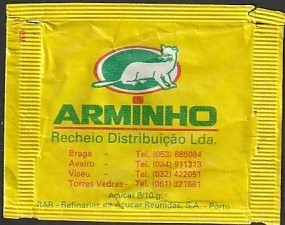 ARMINHO
Recheio Distribuição Lda.
Braga - Tel. (053) 685084
Aveiro - Tel. (034) 911313
Viseu - Tel. (032) 422051
Torres Vedras - Tel. (061) 321881
Açúcar 8/10 g.
RAR - Refinarias de Açúcar Reunidas, S.A. - Porto